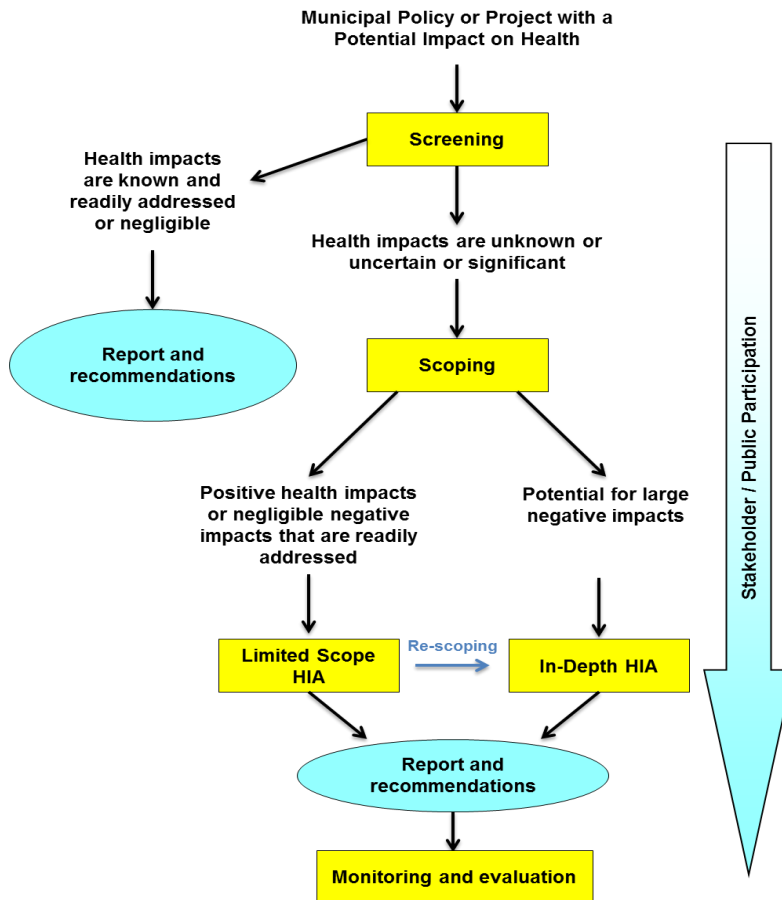 Municipal Policy or Project with a
Potential Impact on Health
Screening
Health impacts
are known and
readily addressed
or negligible
Health impacts are unknown or
uncertain or significant
Report and
recommendations
Scoping
Positive health impacts
or negligible negative
impacts that are readily
addressed
Potential for large
negative impacts
Stakeholder / Public Participation
Limited Scope
HIA
Re-scoping
In-Depth HIA
Report and
recommendations
Monitoring and evaluation